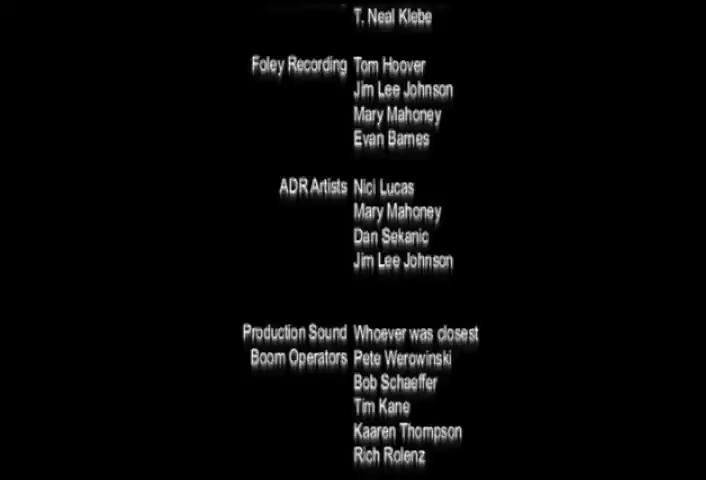 T. Neal Klebe
Foley Recording Tom Hoover
Jim Lee Johnson
Mary Mahoney
Evan Barnes
ADR Artists Nici Lucas
Mary Mahoney
Dan Sekanic
Jim Lee Johnson
Production Sound Whoever was closest
Boom Operators Pete Werowinski
Bob Schaeffer
Tim Kane
Kaaren Thompson
Rich Rolenz